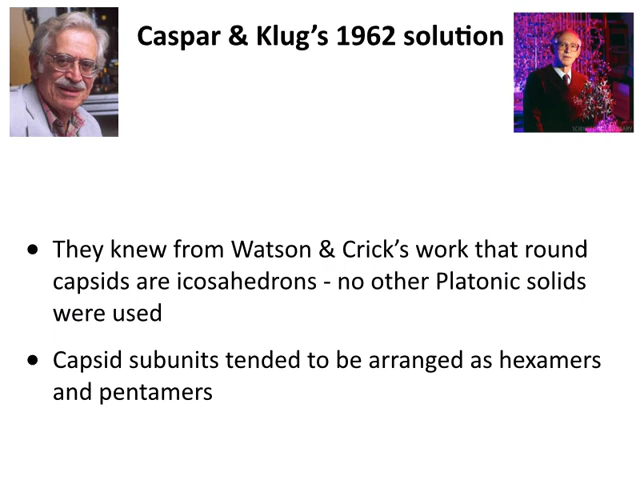 Caspar & Klug's 1962 solution
• They knew from Watson & Crick's work that round
capsids are icosahedrons - no other Platonic solids
were used
• Capsid subunits tended to be arranged as hexamers
and pentamers